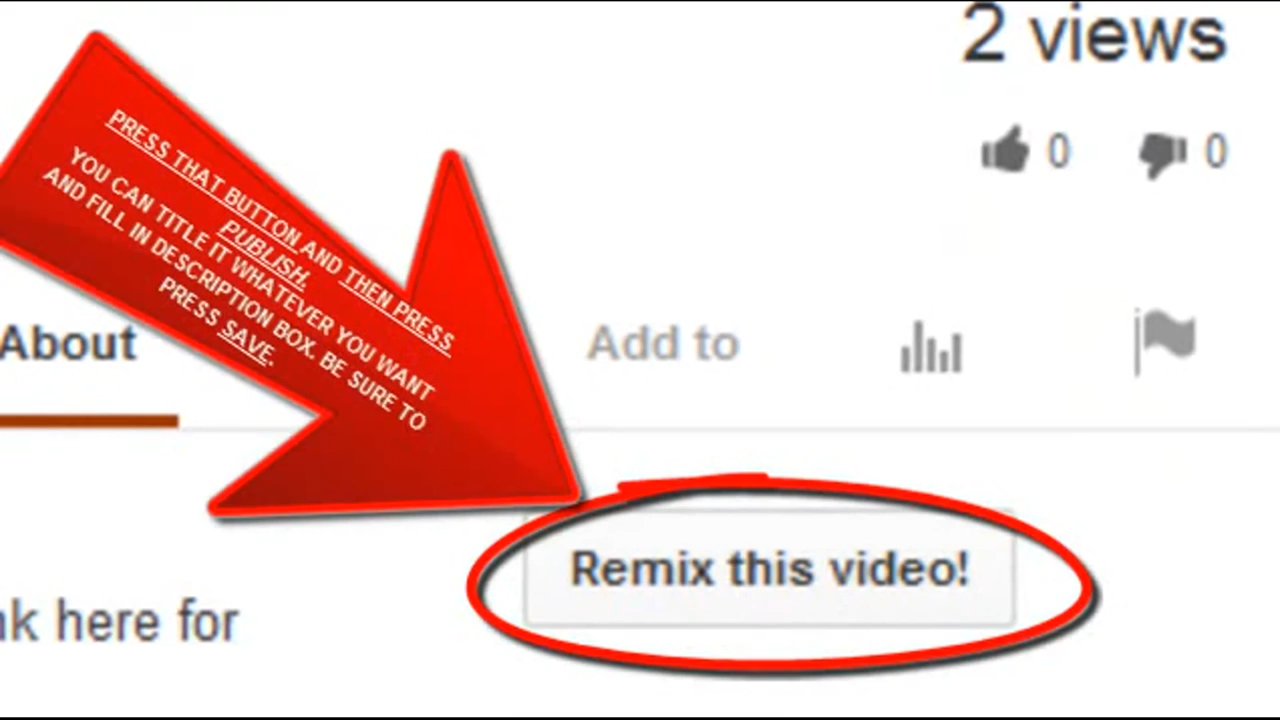 2 views
0 0
PRESS THAT BUTTON AND THEN PRESS
PUBLISH.
YOU CAN TITLE IT WHATEVER YOU WANT
AND FILL IN DESCRIPTION BOX. BE SURE TO
PRESS SAVE.
About Add to
Remix this video!
nk here for